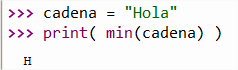 >>> cadena = "Hola"
>>> print( min(cadena) )
H